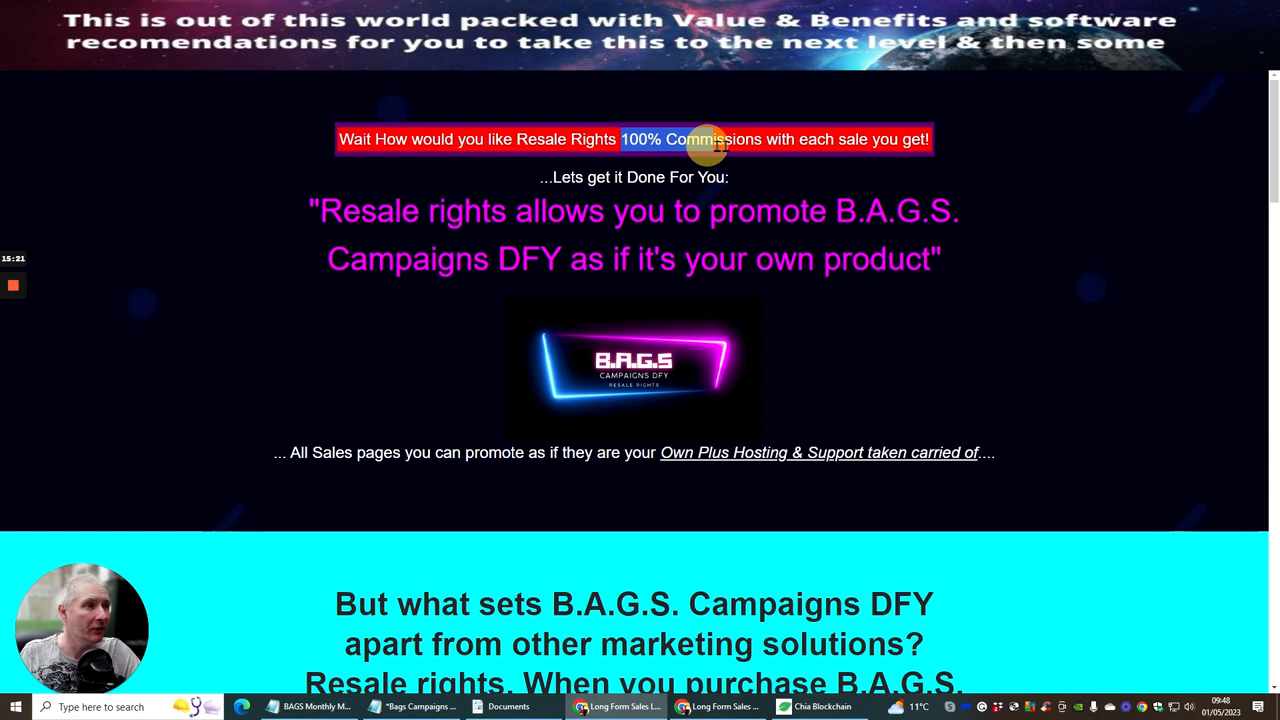 This is out of this world packed with Value & Benefits and software
recomendations for you to take this to the next level & then some
Wait How would you like Resale Rights 100% Commissions with each sale you get!
...Lets get it Done For You:
"Resale rights allows you to promote B.A.G.S.
Campaigns DFY as if it's your own product"
B.A.G.S
CAMPAIGNS DFY
RESALE RIGHTS
... All Sales pages you can promote as if they are your Own Plus Hosting & Support taken carried of....
15:21
But what sets B.A.G.S. Campaigns DFY
apart from other marketing solutions?
Resale rights. When you purchase B.A.G.S.
Type here to search
BAGS Monthly M...
*Bags Campaigns ...
Documents
Long Form Sales L...
Long Form Sales ...
Chia Blockchain
11°C
09:48
01/05/2023